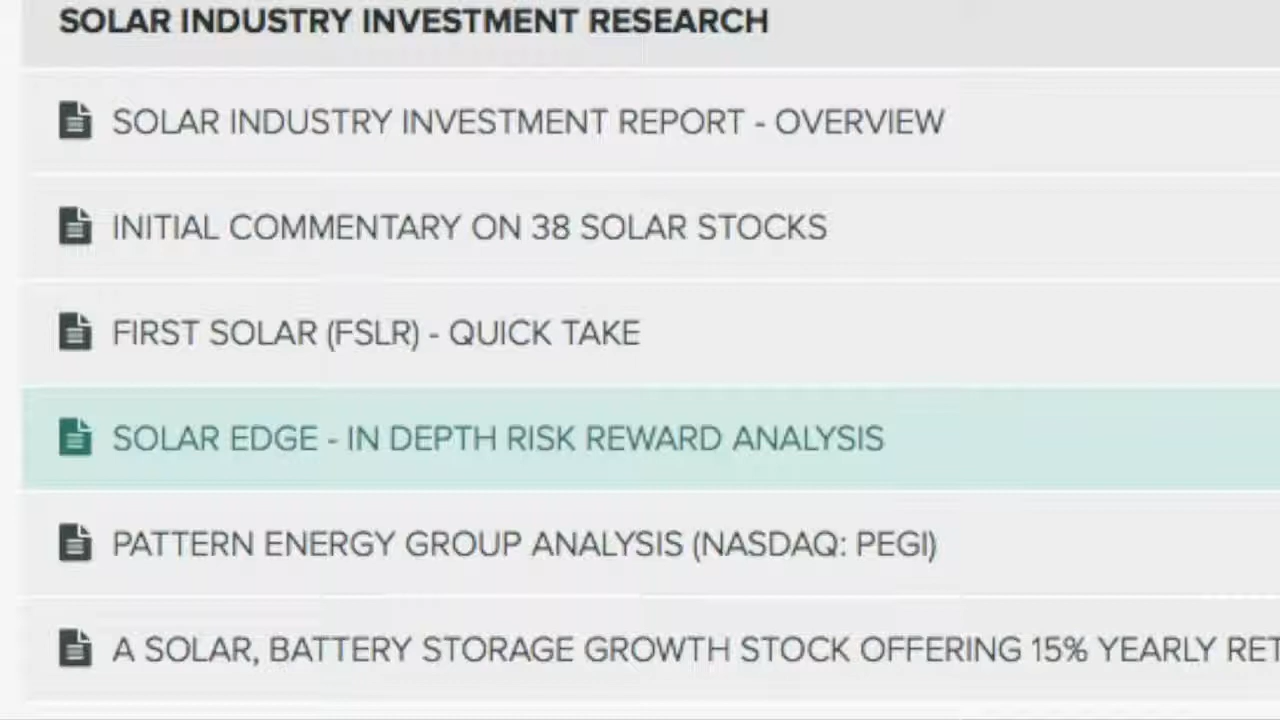 SOLAR INDUSTRY INVESTMENT RESEARCH
SOLAR INDUSTRY INVESTMENT REPORT - OVERVIEW
INITIAL COMMENTARY ON 38 SOLAR STOCKS
FIRST SOLAR (FSLR) - QUICK TAKE
SOLAR EDGE - IN DEPTH RISK REWARD ANALYSIS
PATTERN ENERGY GROUP ANALYSIS (NASDAQ: PEGI)
A SOLAR, BATTERY STORAGE GROWTH STOCK OFFERING 15% YEARLY RET